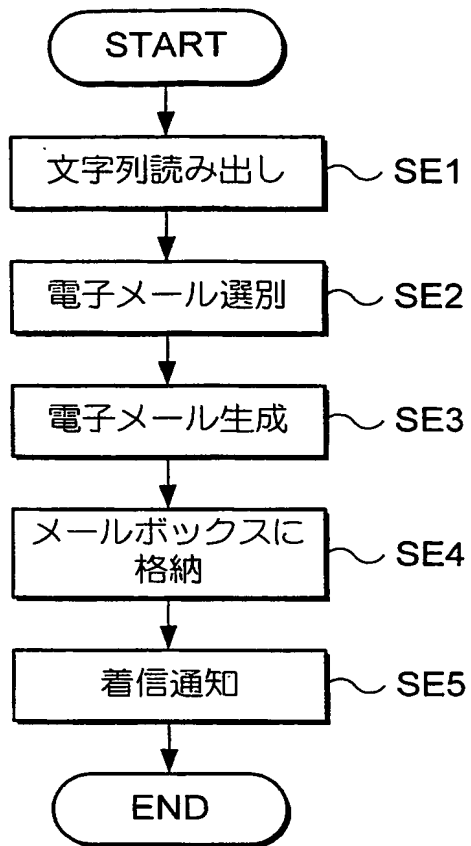 START
文字列読み出し SE1
電子メール選別 SE2
電子メール生成 SE3
メールボックスに
格納 SE4
着信通知 SE5
END